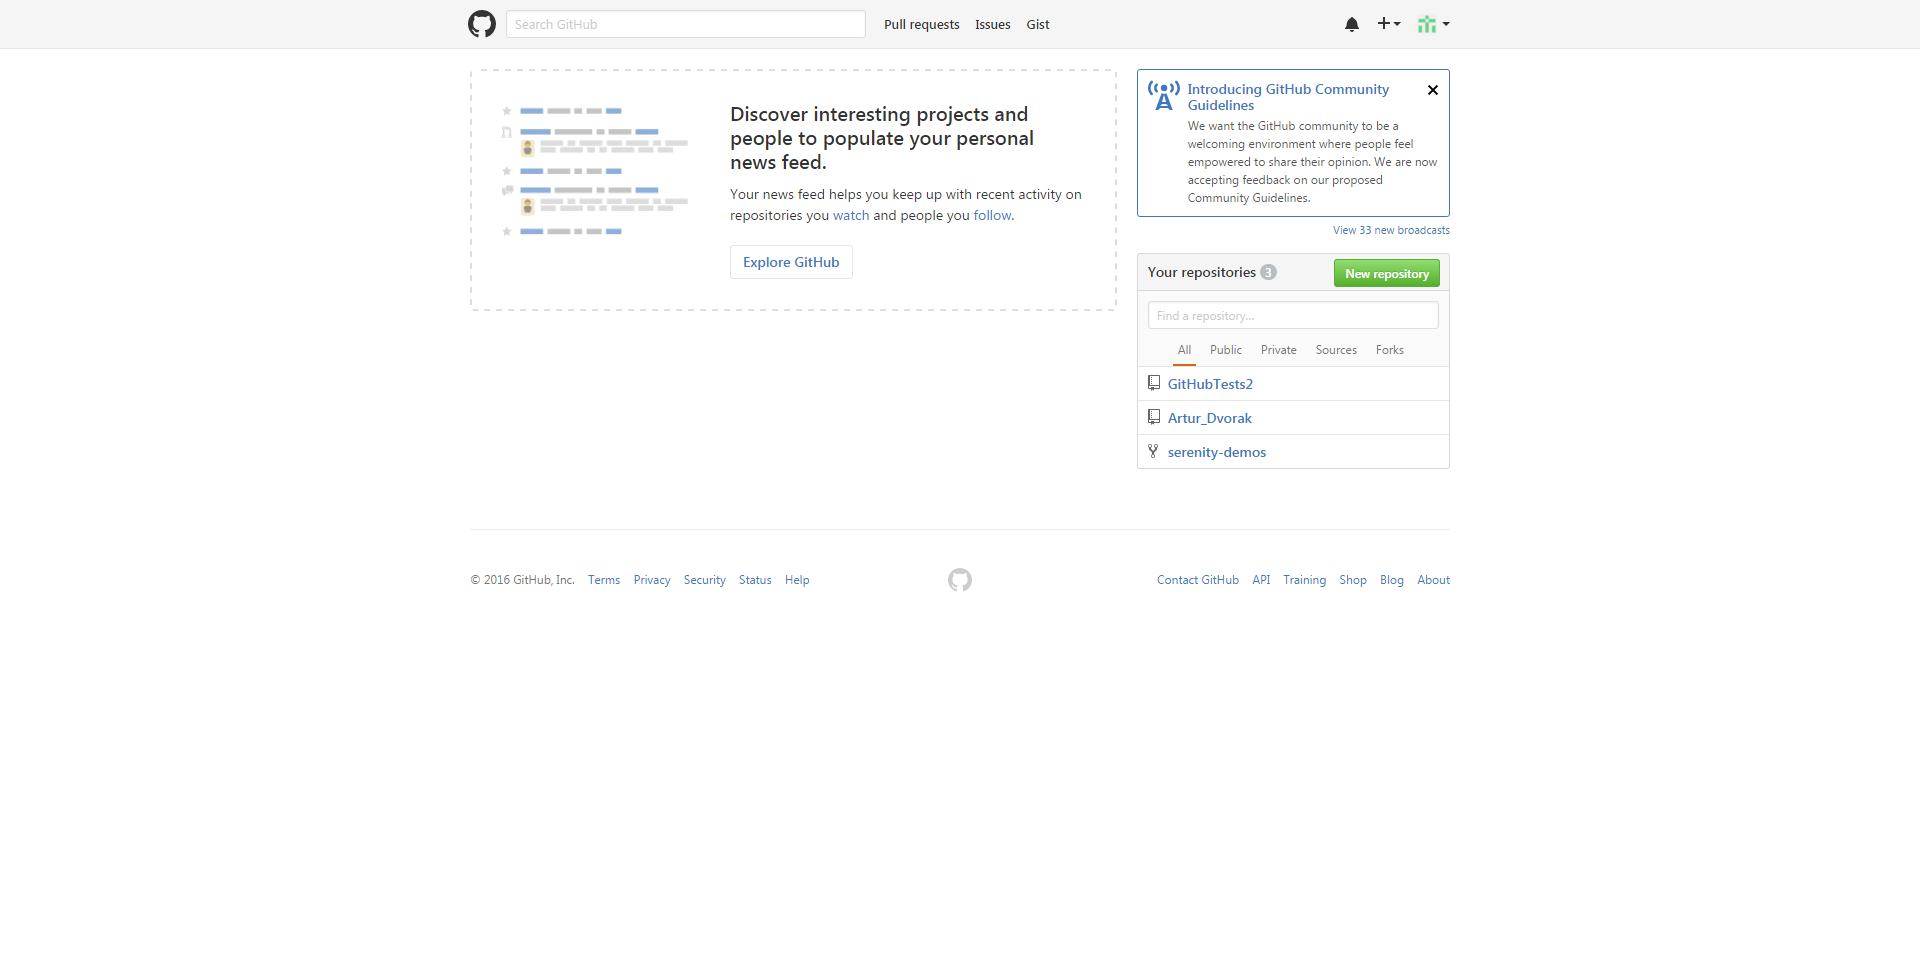 Search GitHub
Pull requests
Issues
Gist
Discover interesting projects and
people to populate your personal
news feed.
Your news feed helps you keep up with recent activity on
repositories you watch and people you follow.
Explore GitHub
Introducing GitHub Community
Guidelines
We want the GitHub community to be a
welcoming environment where people feel
empowered to share their opinion. We are now
accepting feedback on our proposed
Community Guidelines.
View 33 new broadcasts
Your repositories 3
New repository
Find a repository...
All Public Private Sources Forks
GitHubTests2
Artur_Dvorak
serenity-demos
© 2016 GitHub, Inc. Terms Privacy Security Status Help
Contact GitHub API Training Shop Blog About